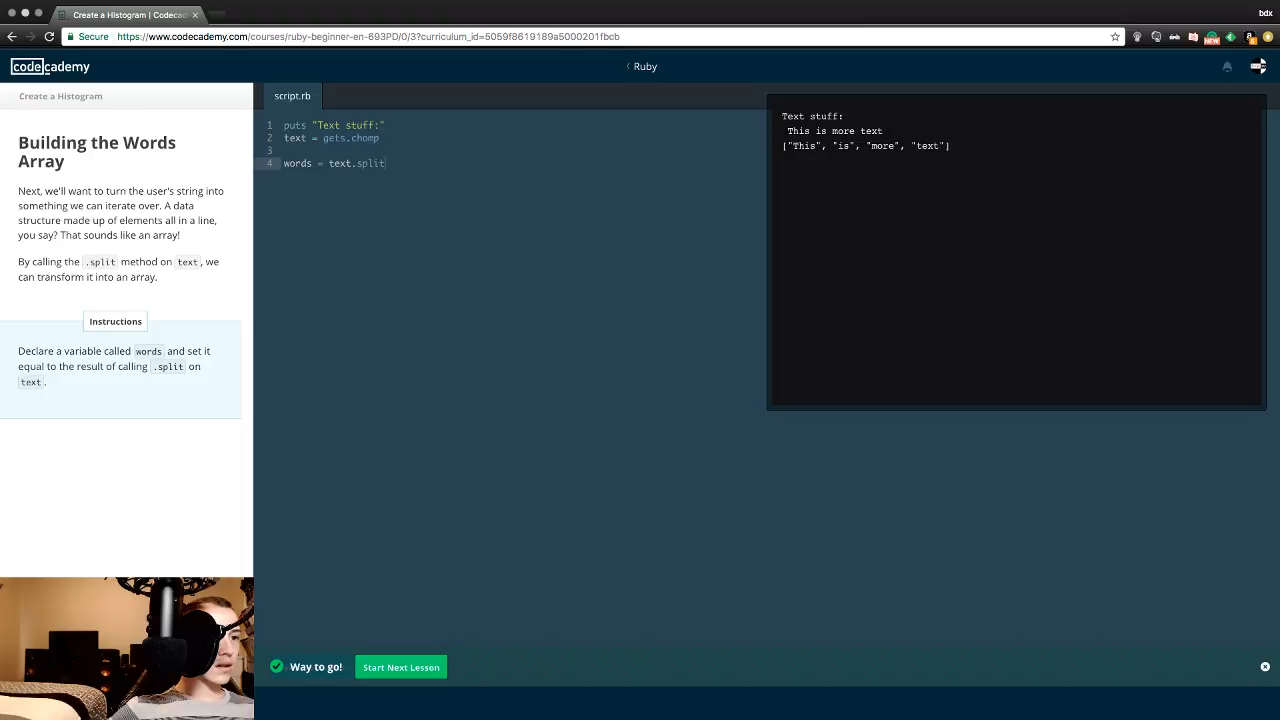 Create a Histogram | Codecad
bdx
Secure https://www.codecademy.com/courses/ruby-beginner-en-693PD/0/3?curriculum_id=5059f8619189a5000201fbcb
NEW
codecademy
Ruby
Create a Histogram
script.rb
Building the Words
Array
Next, we'll want to turn the user's string into
something we can iterate over. A data
structure made up of elements all in a line,
you say? That sounds like an array!
By calling the .split method on text, we
can transform it into an array.
Instructions
Declare a variable called words and set it
equal to the result of calling .split on
text.
1 puts "Text stuff:"
2 text = gets.chomp
3
4 words = text.split
Text stuff:
This is more text
["This", "is", "more", "text"]
Way to go!
Start Next Lesson